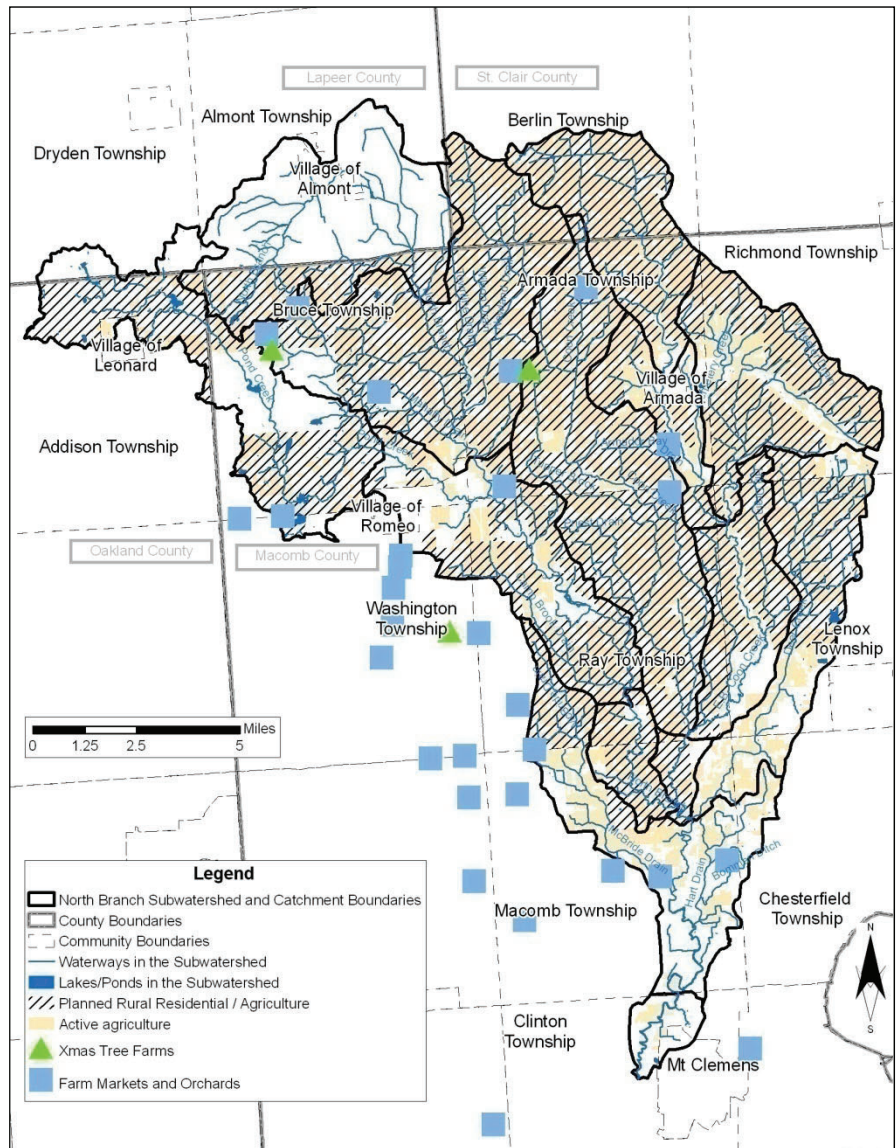 Lapeer County
St. Clair County
Almont Township
Berlin Township
Dryden Township
Village of
Almont
Richmond Township
Armada Township
Bruce Township
Village of
Leonard
Village of
Armada
Pond Creek
Addison Township
Village of
Romeo
Oakland County
Macomb County
Washington
Township
Lenox
Township
Ray Township
Miles
0
1.25
2.5
5
McBride Drain
Hart Drain
Macomb Township
Chesterfield
Township
Clinton
Township
Mt Clemens
N
S
Legend
North Branch Subwatershed and Catchment Boundaries
County Boundaries
Community Boundaries
Waterways in the Subwatershed
Lakes/Ponds in the Subwatershed
Planned Rural Residential / Agriculture
Active agriculture
Xmas Tree Farms
Farm Markets and Orchards